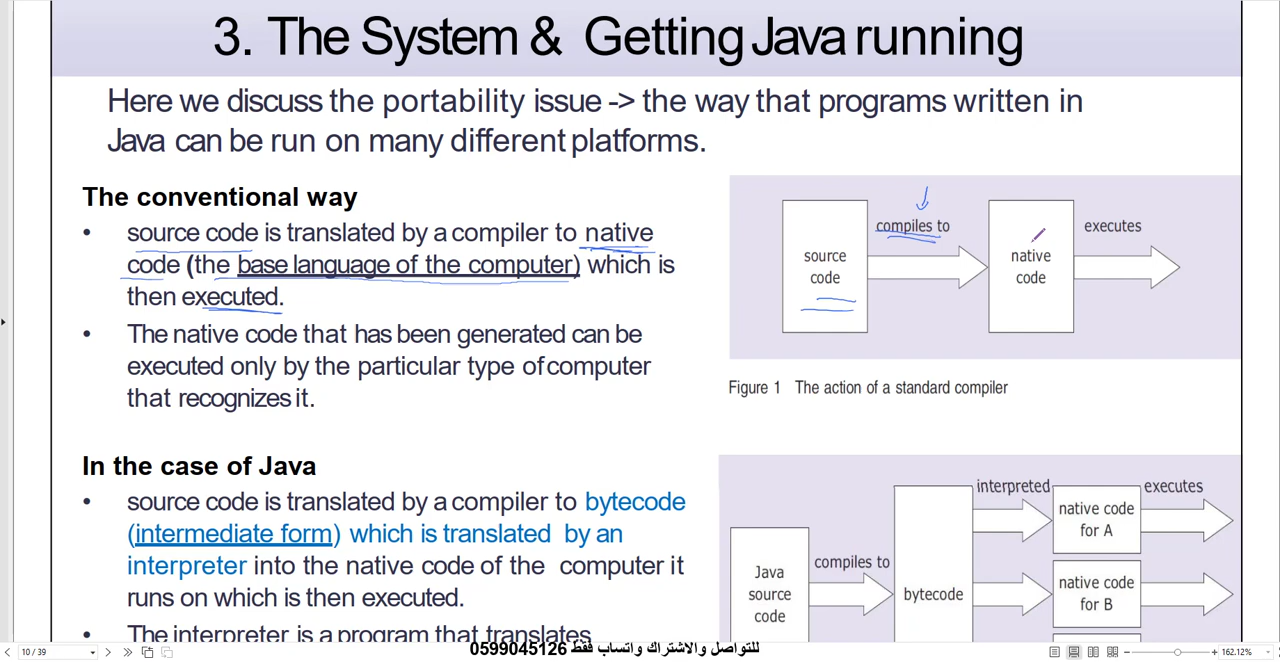 3. The System & Getting Java running
Here we discuss the portability issue -> the way that programs written in
Java can be run on many different platforms.
The conventional way
• source code is translated by a compiler to native
code (the base language of the computer) which is
then executed.
• The native code that has been generated can be
executed only by the particular type of computer
that recognizes it.
compiles to
executes
source
code
native
code
Figure 1 The action of a standard compiler
In the case of Java
• source code is translated by a compiler to bytecode
(intermediate form) which is translated by an
interpreter into the native code of the computer it
runs on which is then executed.
• The interpreter is a program that translates
interpreted
executes
native code
for A
compiles to
Java
source
code
bytecode
native code
for B
للتواصل والاشتراك واتساب فقط 0599045126
10 / 39
162.12%